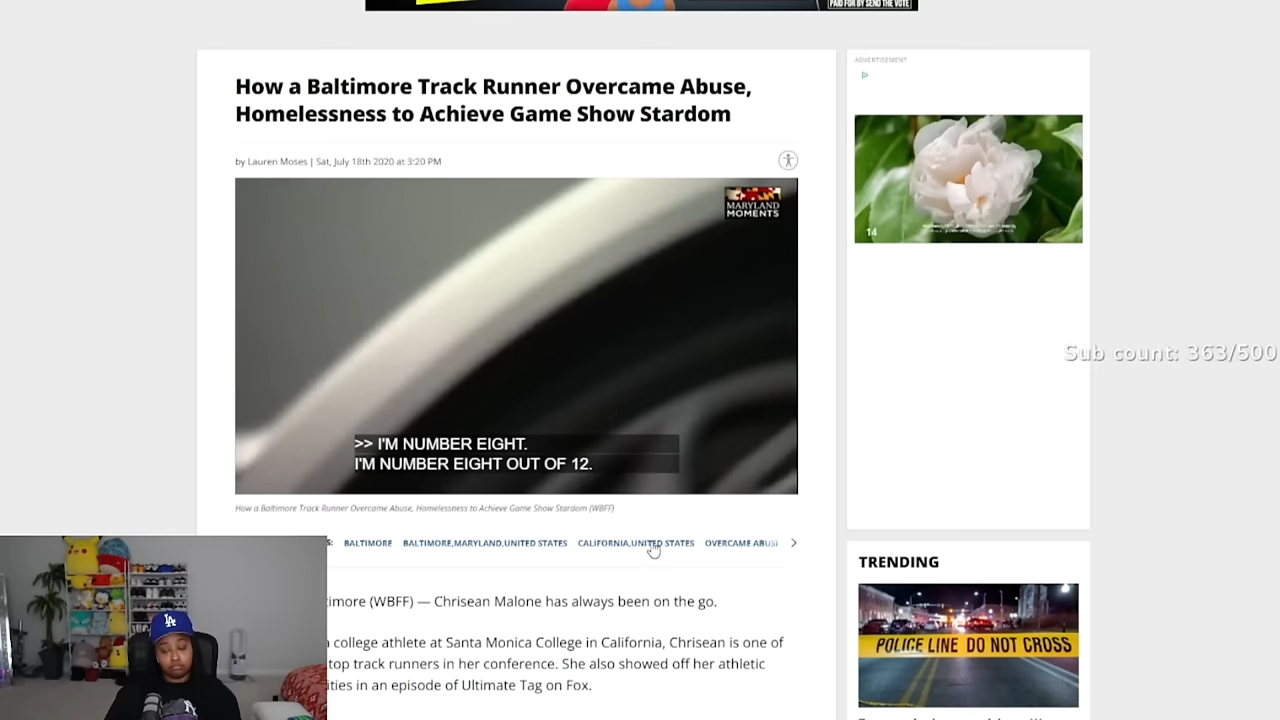 PAID FOR BY SEND THE VOTE
How a Baltimore Track Runner Overcame Abuse,
Homelessness to Achieve Game Show Stardom
by Lauren Moses | Sat, July 18th 2020 at 3:20 PM
MARYLAND
MOMENTS
>> I'M NUMBER EIGHT.
I'M NUMBER EIGHT OUT OF 12.
How a Baltimore Track Runner Overcame Abuse, Homelessness to Achieve Game Show Stardom (WBFF)
BALTIMORE BALTIMORE,MARYLAND,UNITED STATES CALIFORNIA,UNITED STATES OVERCAME ABUSI
timore (WBFF) — Chrisean Malone has always been on the go.
college athlete at Santa Monica College in California, Chrisean is one of
top track runners in her conference. She also showed off her athletic
ities in an episode of Ultimate Tag on Fox.
LA
ADVERTISEMENT
14
Sub count: 363/500
TRENDING
POLICE LINE DO NOT CROSS